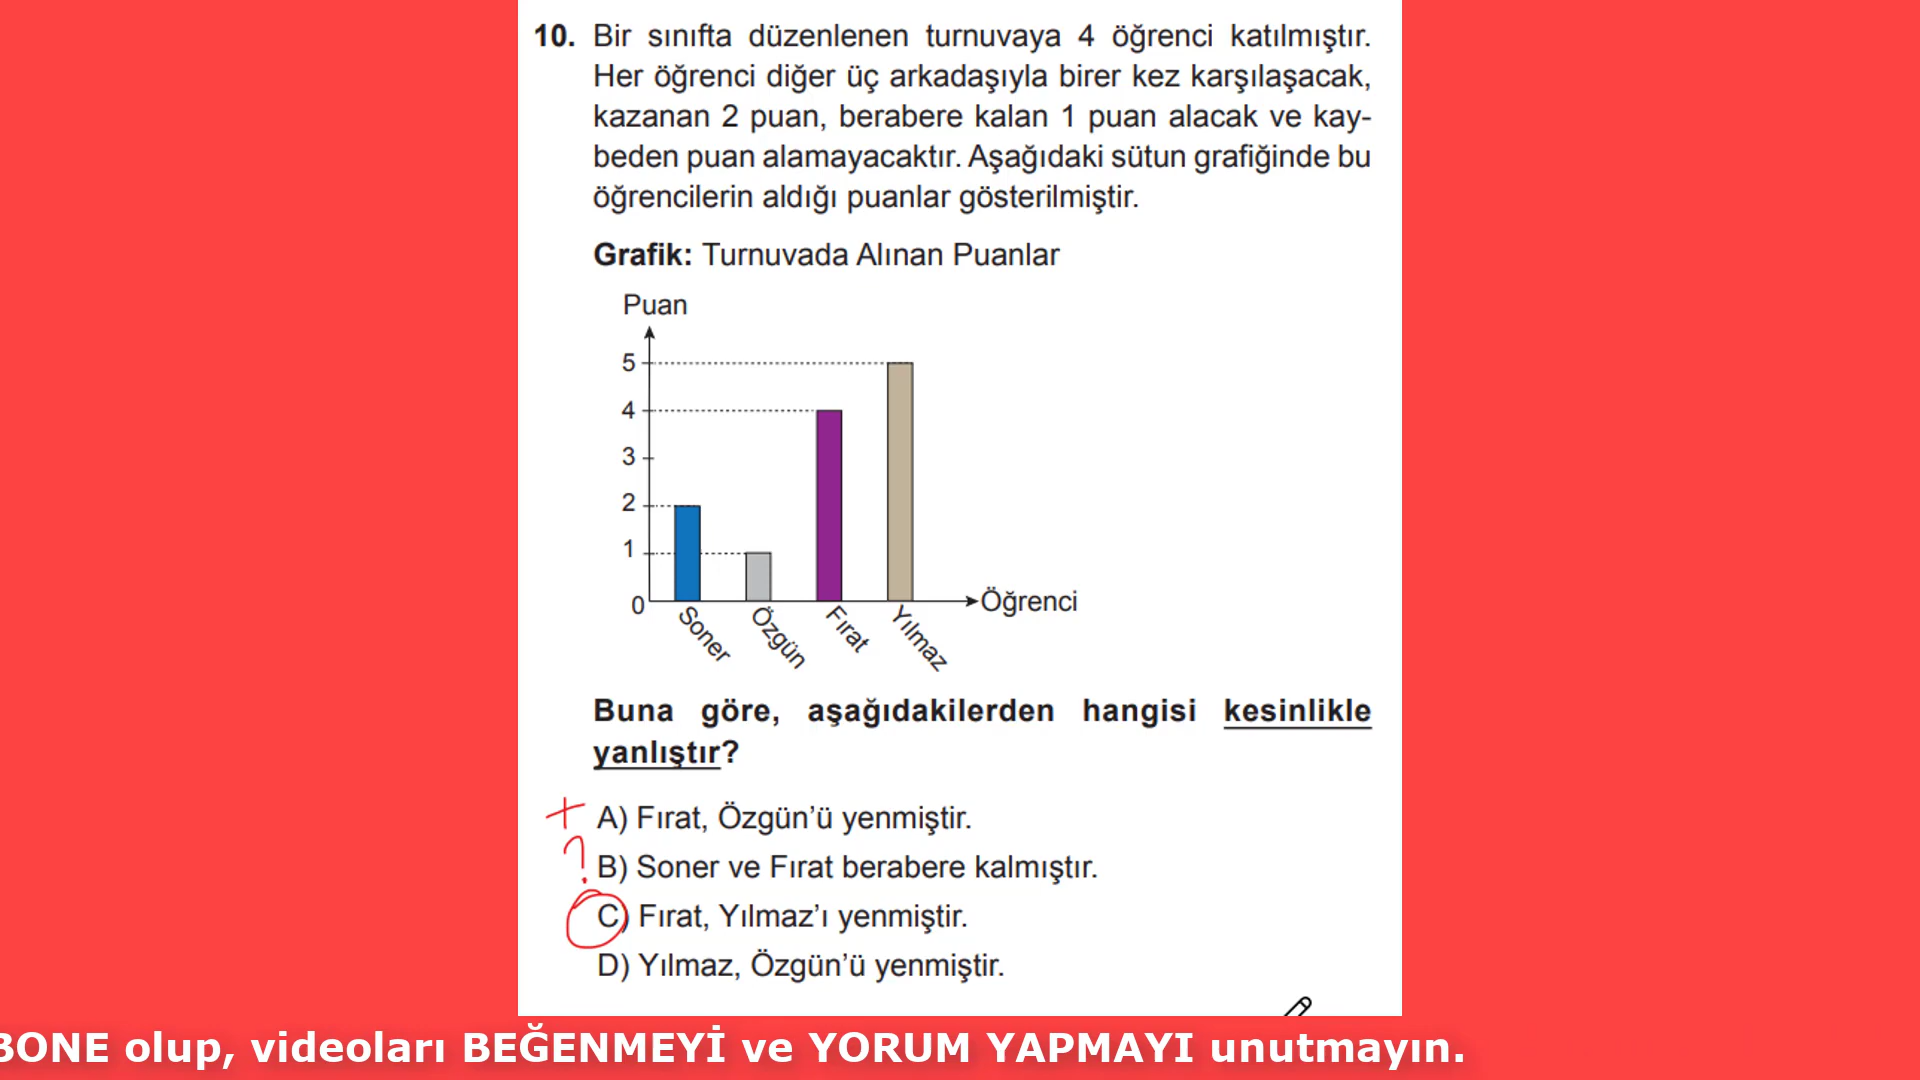 10. Bir sınıfta düzenlenen turnuvaya 4 öğrenci katılmıştır.
Her öğrenci diğer üç arkadaşıyla birer kez karşılaşacak,
kazanan 2 puan, berabere kalan 1 puan alacak ve kay-
beden puan alamayacaktır. Aşağıdaki sütun grafiğinde bu
öğrencilerin aldığı puanlar gösterilmiştir.
Grafik: Turnuvada Alınan Puanlar
Puan
5
4
3
2
1
0
Öğrenci
Soner
Özgün
Fırat
Yılmaz
Buna göre, aşağıdakilerden hangisi kesinlikle
yanlıştır?
+ A) Fırat, Özgün’ü yenmiştir.
? B) Soner ve Fırat berabere kalmıştır.
C) Fırat, Yılmaz’ı yenmiştir.
D) Yılmaz, Özgün’ü yenmiştir.
BONE olup, videoları BEĞENMEYİ ve YORUM YAPMAYI unutmayın.